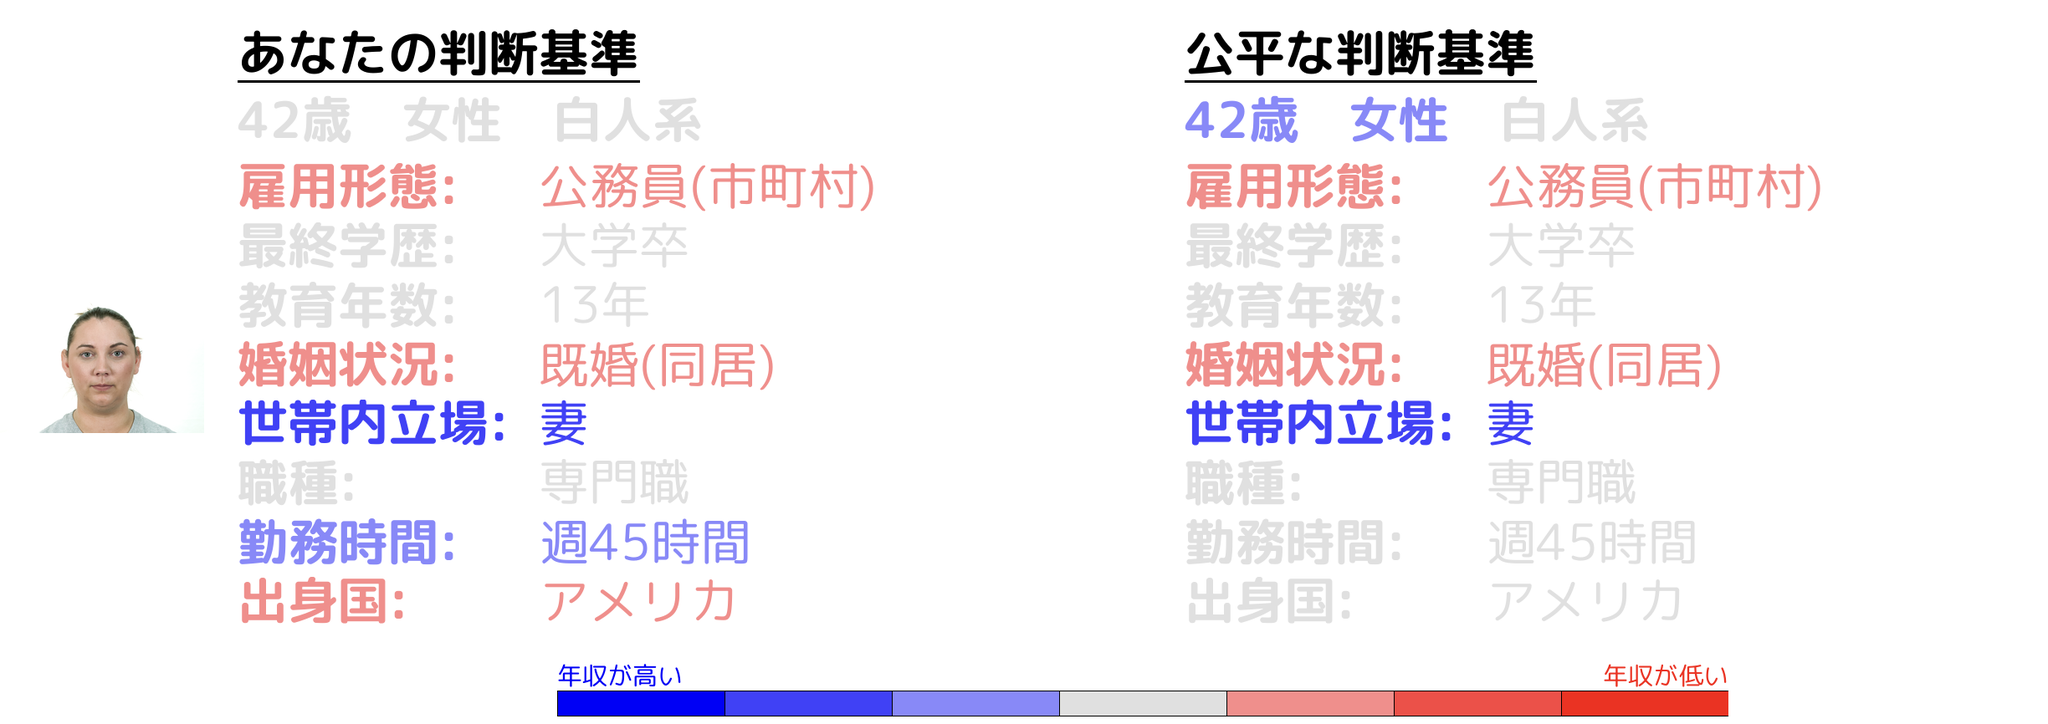 あなたの判断基準
42歳 女性 白人系
雇用形態: 公務員(市町村)
最終学歴: 大学卒
教育年数: 13年
婚姻状況: 既婚(同居)
世帯内立場: 妻
職種: 専門職
勤務時間: 週45時間
出身国: アメリカ
公平な判断基準
42歳 女性 白人系
雇用形態: 公務員(市町村)
最終学歴: 大学卒
教育年数: 13年
婚姻状況: 既婚(同居)
世帯内立場: 妻
職種: 専門職
勤務時間: 週45時間
出身国: アメリカ
年収が高い
年収が低い